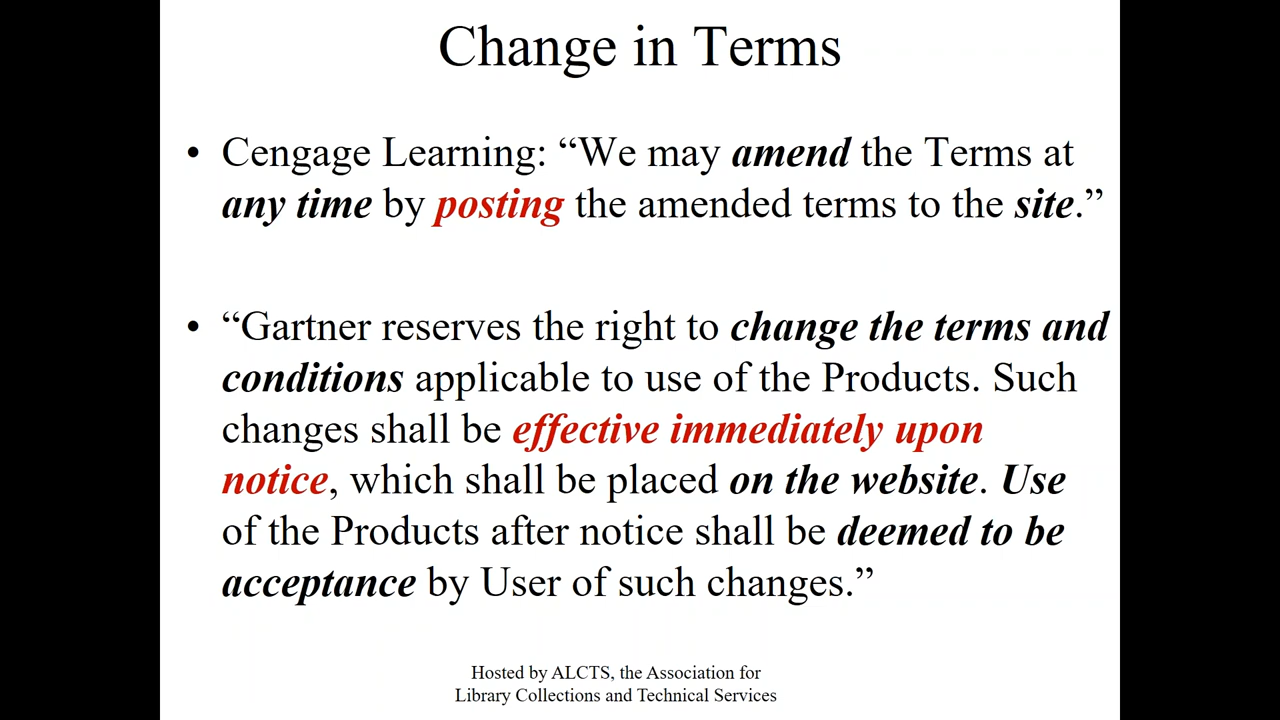 Change in Terms
• Cengage Learning: “We may amend the Terms at
any time by posting the amended terms to the site.”
• “Gartner reserves the right to change the terms and
conditions applicable to use of the Products. Such
changes shall be effective immediately upon
notice, which shall be placed on the website. Use
of the Products after notice shall be deemed to be
acceptance by User of such changes.”
Hosted by ALCTS, the Association for
Library Collections and Technical Services